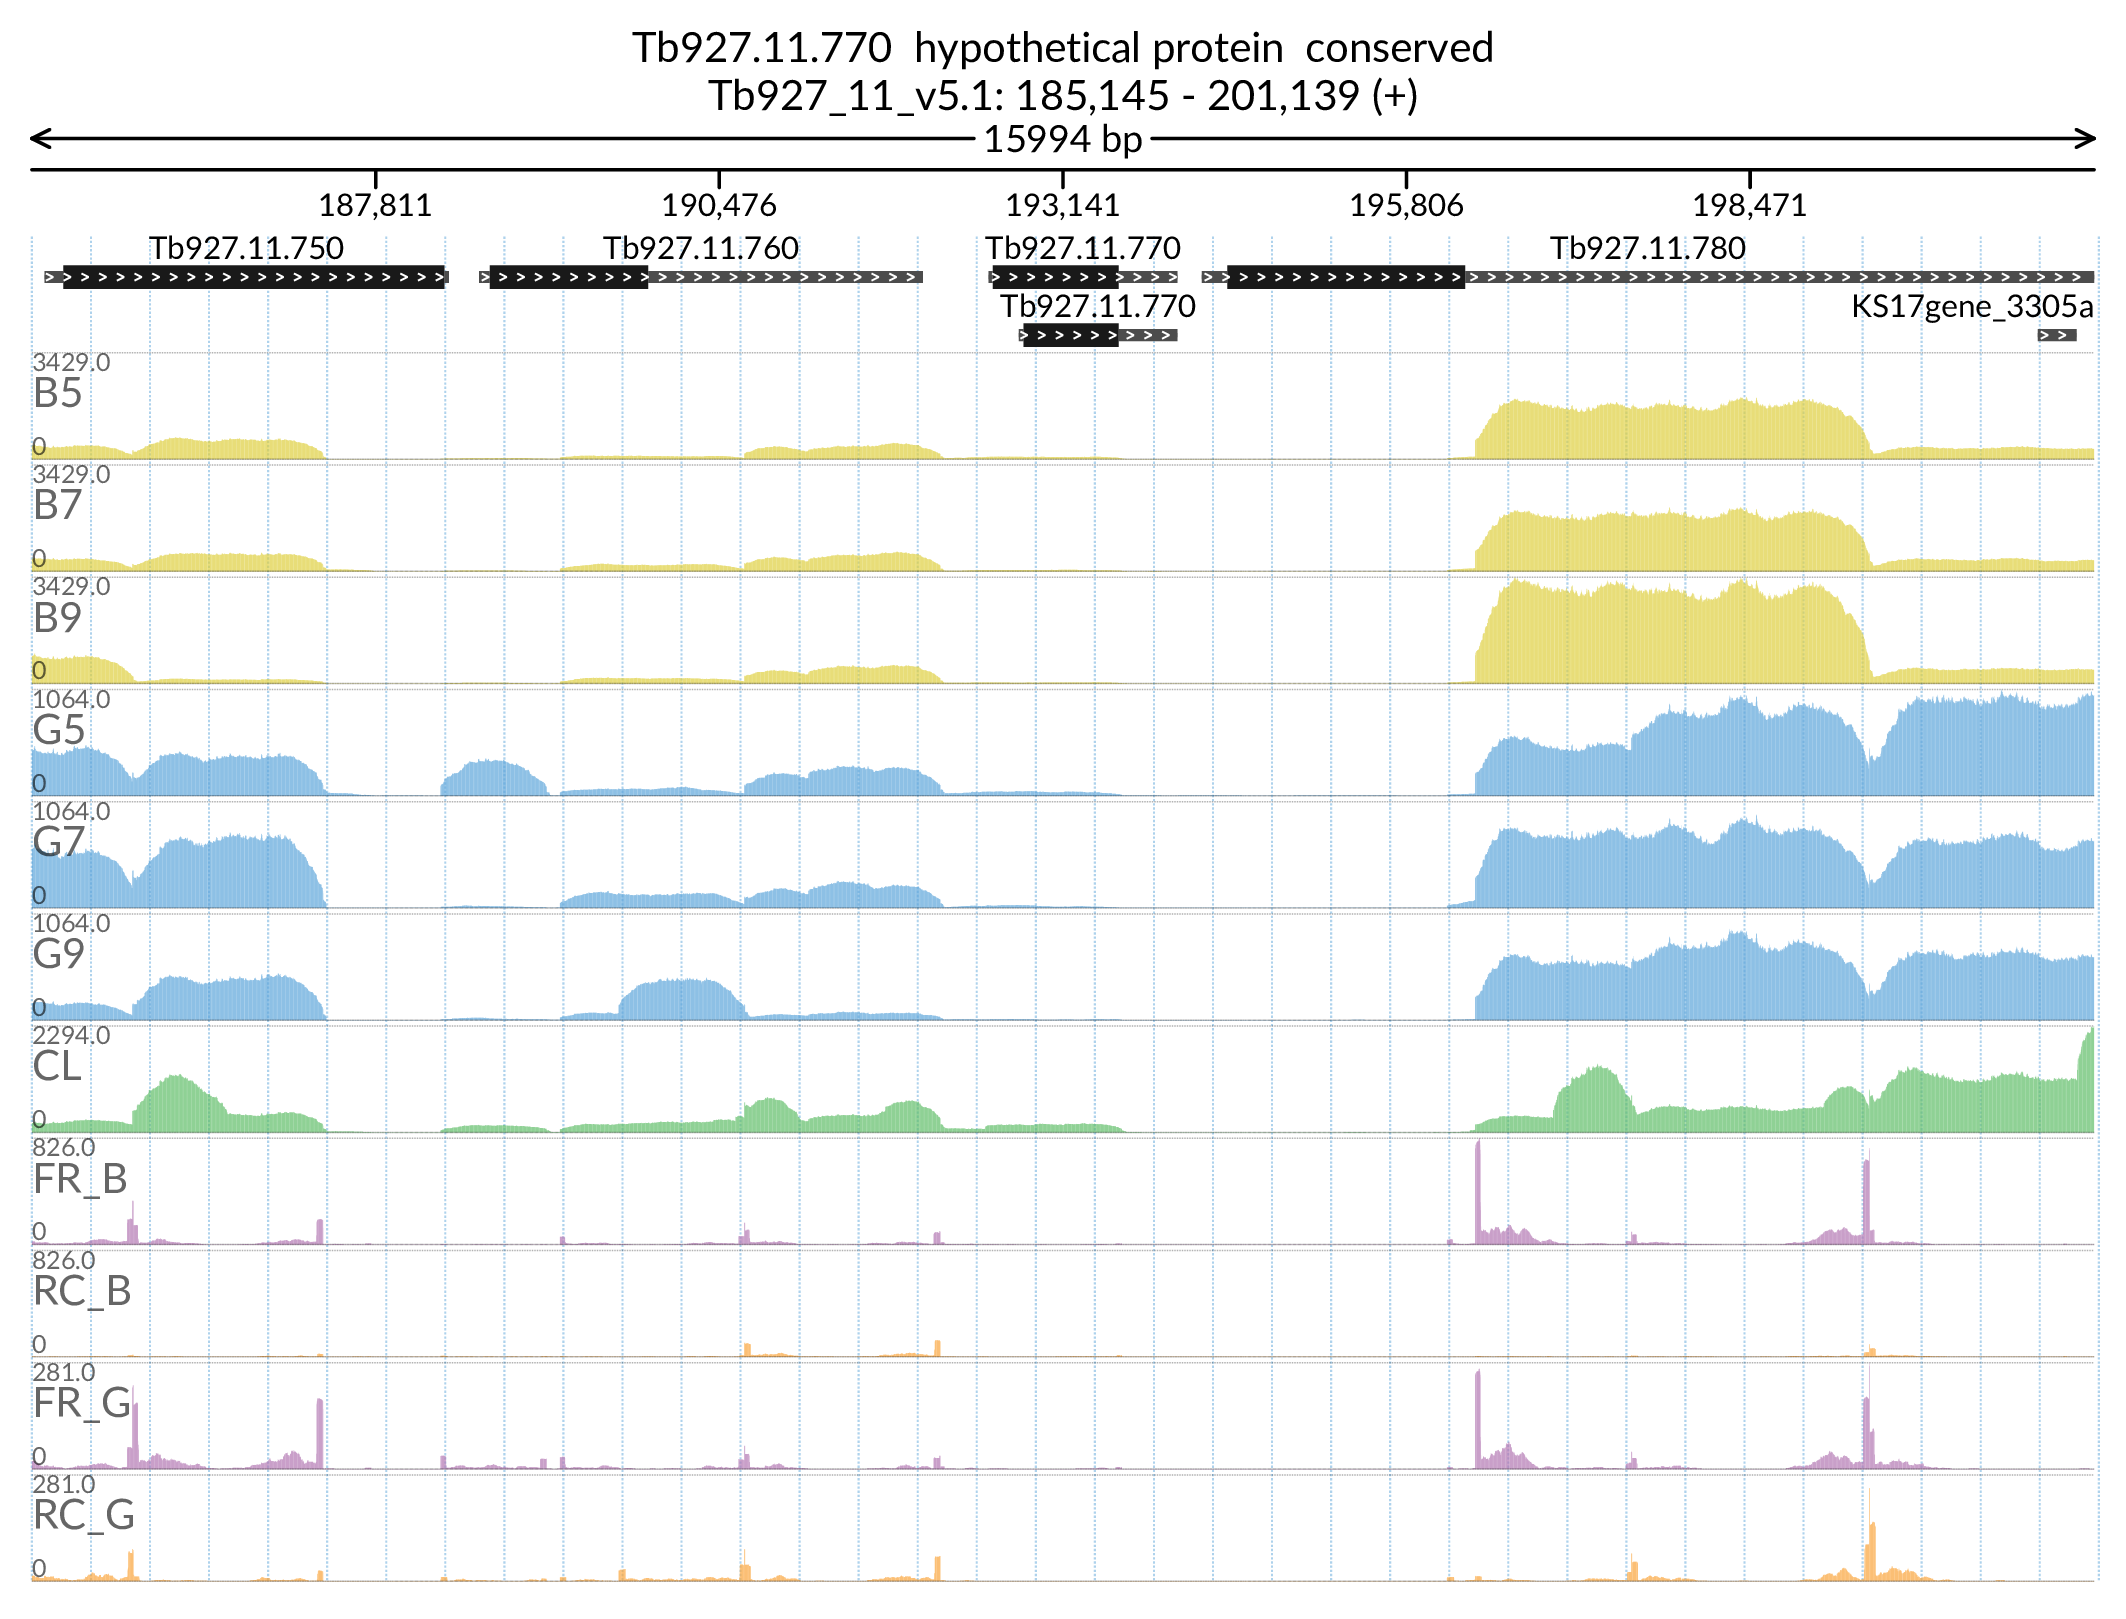 Tb927.11.770  hypothetical protein  conserved
Tb927_11_v5.1: 185,145 - 201,139 (+)
15994 bp
187,811 190,476 193,141 195,806 198,471
Tb927.11.750 Tb927.11.760 Tb927.11.770 Tb927.11.780
Tb927.11.770 KS17gene_3305a
3429.0
B5
0
3429.0
B7
0
3429.0
B9
0
1064.0
G5
0
1064.0
G7
0
1064.0
G9
0
2294.0
CL
0
826.0
FR_B
0
826.0
RC_B
0
281.0
FR_G
0
281.0
RC_G
0